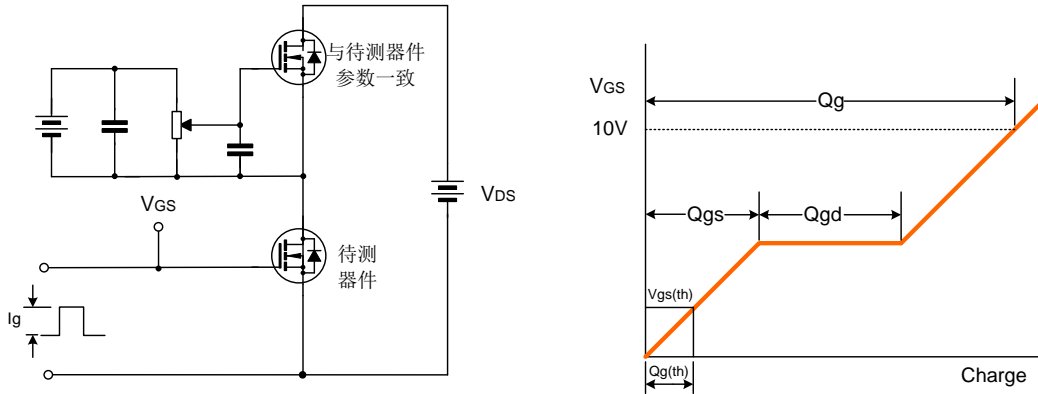 与待测器件
参数一致
VDS
VGS
待测
器件
Ig
VGS
10V
Qg
Qgs
Qgd
Vgs(th)
Qg(th)
Charge